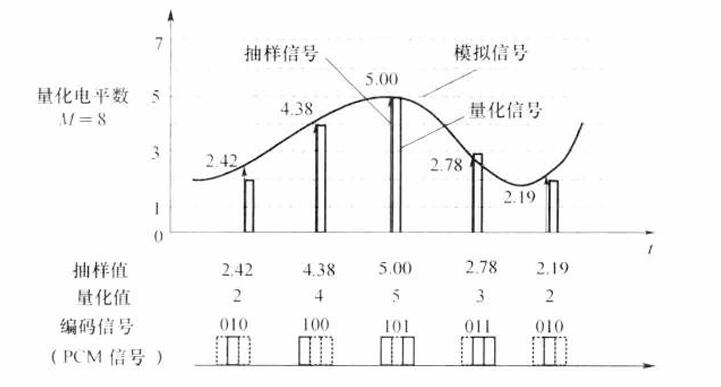 7
抽样信号
模拟信号
5.00
量化电平数
5
4.38
量化信号
M=8
3
2.42
2.78
2.19
1
0
t
抽样值 2.42 4.38 5.00 2.78 2.19
量化值 2 4 5 3 2
编码信号 010 100 101 011 010
(PCM 信号)